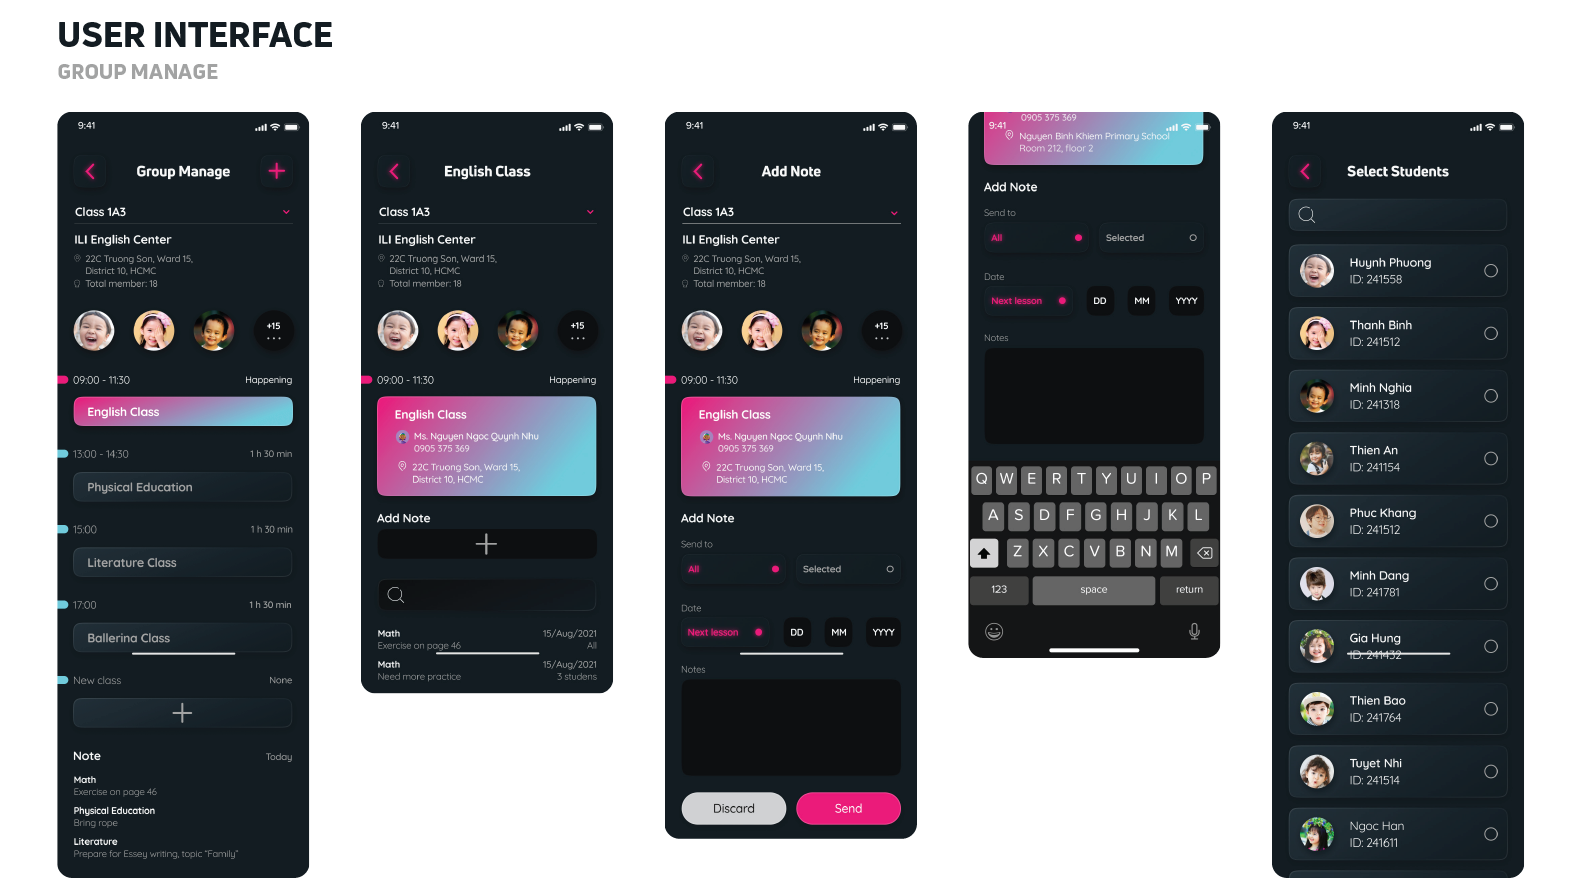 USER INTERFACE
GROUP MANAGE
9:41
Group Manage
Class 1A3
ILI English Center
22C Truong Son, Ward 15,
District 10, HCMC
Total member: 18
+15
09:00 - 11:30 Happening
English Class
13:00 - 14:30 1 h 30 min
Physical Education
15:00 1 h 30 min
Literature Class
17:00 1 h 30 min
Ballerina Class
New class None
Note Today
Math
Exercise on page 46
Physical Education
Bring rope
Literature
Prepare for Essey writing, topic “Family”
9:41
English Class
Class 1A3
ILI English Center
22C Truong Son, Ward 15,
District 10, HCMC
Total member: 18
+15
09:00 - 11:30 Happening
English Class
Ms. Nguyen Ngoc Quynh Nhu
0905 375 369
22C Truong Son, Ward 15,
District 10, HCMC
Add Note
Math 15/Aug/2021
Exercise on page 46 All
Math 15/Aug/2021
Need more practice 3 studens
9:41
Add Note
Class 1A3
ILI English Center
22C Truong Son, Ward 15,
District 10, HCMC
Total member: 18
+15
09:00 - 11:30 Happening
English Class
Ms. Nguyen Ngoc Quynh Nhu
0905 375 369
22C Truong Son, Ward 15,
District 10, HCMC
Add Note
Send to
All Selected
Date
Next lesson DD MM YYYY
Notes
Discard Send
0905 375 369
9:41
Nguyen Binh Khiem Primary School
Room 212, floor 2
Add Note
Send to
All Selected
Date
Next lesson DD MM YYYY
Notes
Q W E R T Y U I O P
A S D F G H J K L
Z X C V B N M
123 space return
9:41
Select Students
Huynh Phuong
ID: 241558
Thanh Binh
ID: 241512
Minh Nghia
ID: 241318
Thien An
ID: 241154
Phuc Khang
ID: 241512
Minh Dang
ID: 241781
Gia Hung
ID: 241432
Thien Bao
ID: 241764
Tuyet Nhi
ID: 241514
Ngoc Han
ID: 241611